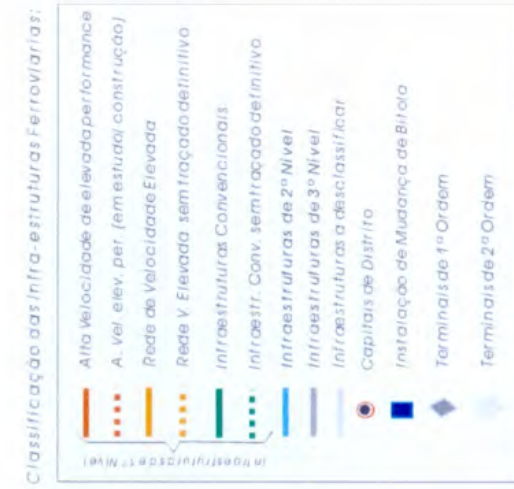 Classificação das Infra-estruturas Ferroviarias:
Infraestruturas de 1º Nivel
Alta Velocidade de elevada performance
A. Vel. elev. per. (em estudo/ construção)
Rede de Velocidade Elevada
Rede V. Elevada sem traçado definitivo
Infraestruturas Convencionais
Infraestr. Conv. sem traçado definitivo
Infraestruturas de 2º Nível
Infraestruturas de 3º Nível
Infraestruturas a desclassificar
Capitais de Distrito
Instalação de Mudança de Bitola
Terminais de 1ª Ordem
Terminais de 2ª Ordem